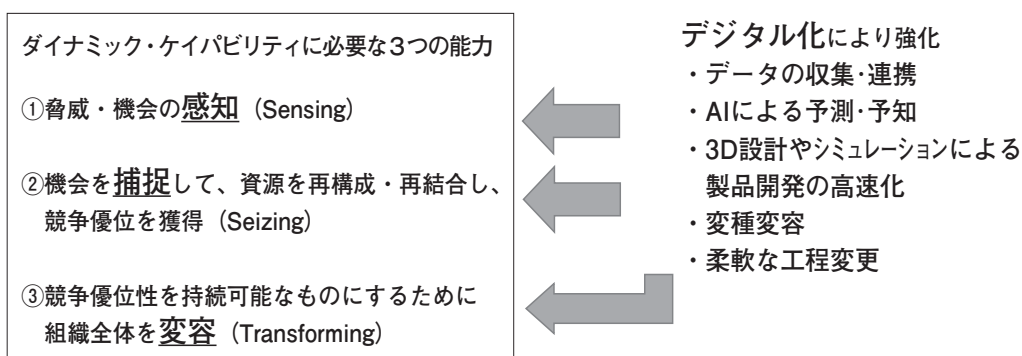 ダイナミック・ケイパビリティに必要な3つの能力
①脅威・機会の感知（Sensing）
②機会を捕捉して、資源を再構成・再結合し、
競争優位を獲得（Seizing）
③競争優位性を持続可能なものにするために
組織全体を変容（Transforming）
デジタル化により強化
・データの収集･連携
・AIによる予測･予知
・3D設計やシミュレーションによる
製品開発の高速化
・変種変容
・柔軟な工程変更